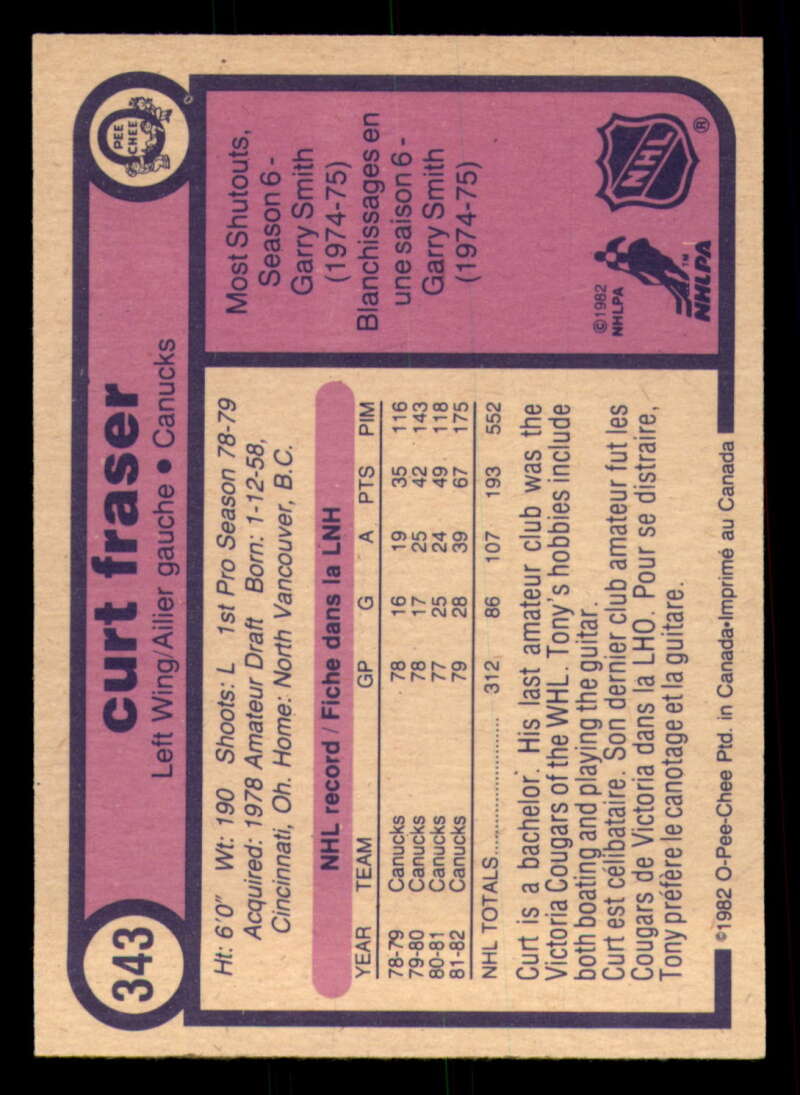 343
curt fraser
O
PEE
CHEE
Left Wing/Ailier gauche • Canucks
Ht: 6'0" Wt: 190 Shoots: L 1st Pro Season 78-79
Acquired: 1978 Amateur Draft Born: 1-12-58,
Cincinnati, Oh. Home: North Vancouver, B.C.
NHL record / Fiche dans la LNH
YEAR TEAM GP G A PTS PIM
78-79 Canucks 78 16 19 35 116
79-80 Canucks 78 17 25 42 143
80-81 Canucks 77 25 24 49 118
81-82 Canucks 79 28 39 67 175
NHL TOTALS.................... 312 86 107 193 552
Curt is a bachelor. His last amateur club was the
Victoria Cougars of the WHL. Tony's hobbies include
both boating and playing the guitar.
Curt est célibataire. Son dernier club amateur fut les
Cougars de Victoria dans la LHO. Pour se distraire,
Tony préfère le canotage et la guitare.
Most Shutouts,
Season 6 -
Garry Smith
(1974-75)
Blanchissages en
une saison 6 -
Garry Smith
(1974-75)
©1982
NHLPA
NHLPA™
NHL®
©1982 O-Pee-Chee Ptd. in Canada•Imprimé au Canada